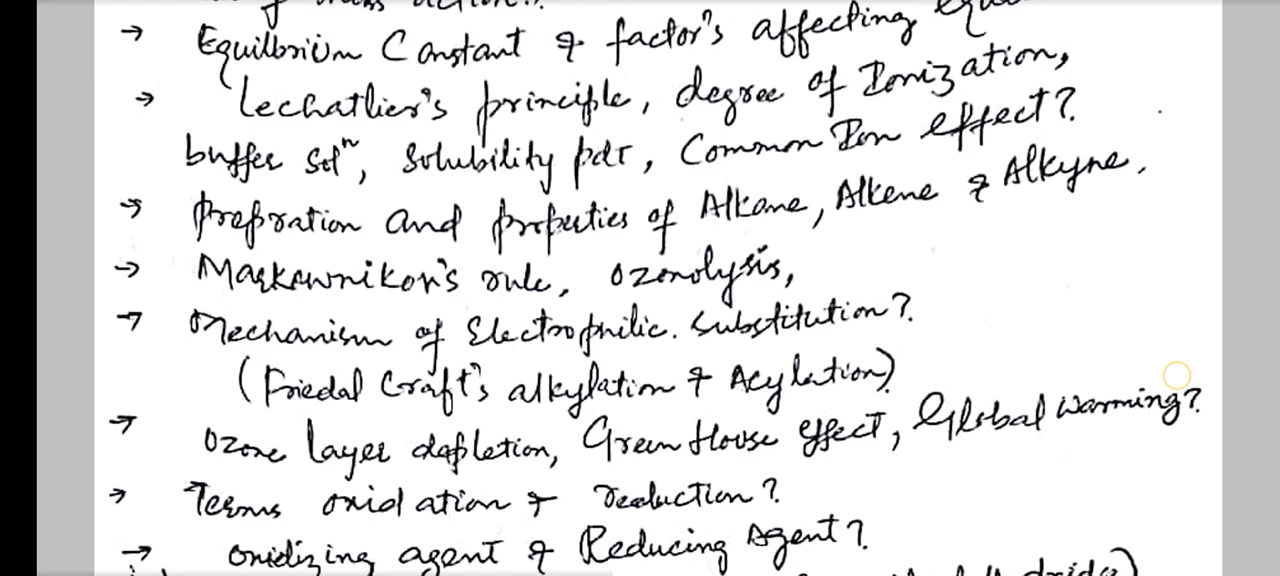 → Equilbrium Constant & factor's affecting
→ Lechatlier's principle, degree of Ionization,
buffer solⁿ, Solubility pdt, Common Ion effect?
→ prepration and properties of Alkane, Alkene & Alkyne.
→ Markownikov's rule, Ozonolysis,
→ Mechanism of Electrophilic. Substitution?
(Friedal Craft's alkylation & Acylation)
→ Ozone layer depletion, Green House effect, Global Warming?
→ Terms oxidation & reduction?
→ oxidizing agent & Reducing Agent?